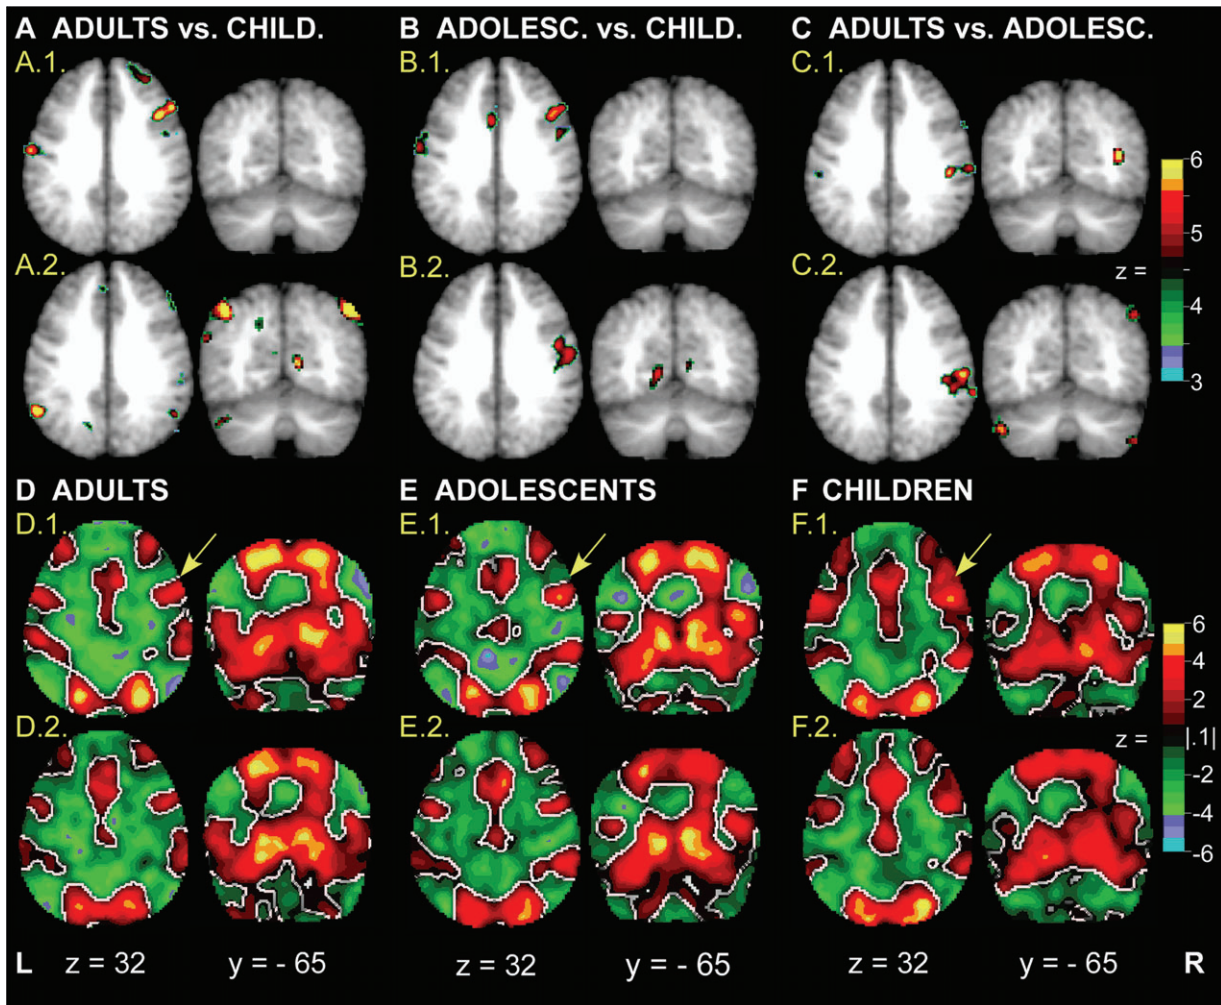 A ADULTS vs. CHILD.
B ADOLESC. vs. CHILD.
C ADULTS vs. ADOLESC.
A.1.
B.1.
C.1.
6
5
z = -
4
3
A.2.
B.2.
C.2.
D ADULTS
E ADOLESCENTS
F CHILDREN
D.1.
E.1.
F.1.
6
4
2
z = |.1|
-2
-4
-6
D.2.
E.2.
F.2.
L z = 32 y = - 65 z = 32 y = - 65 z = 32 y = - 65 R